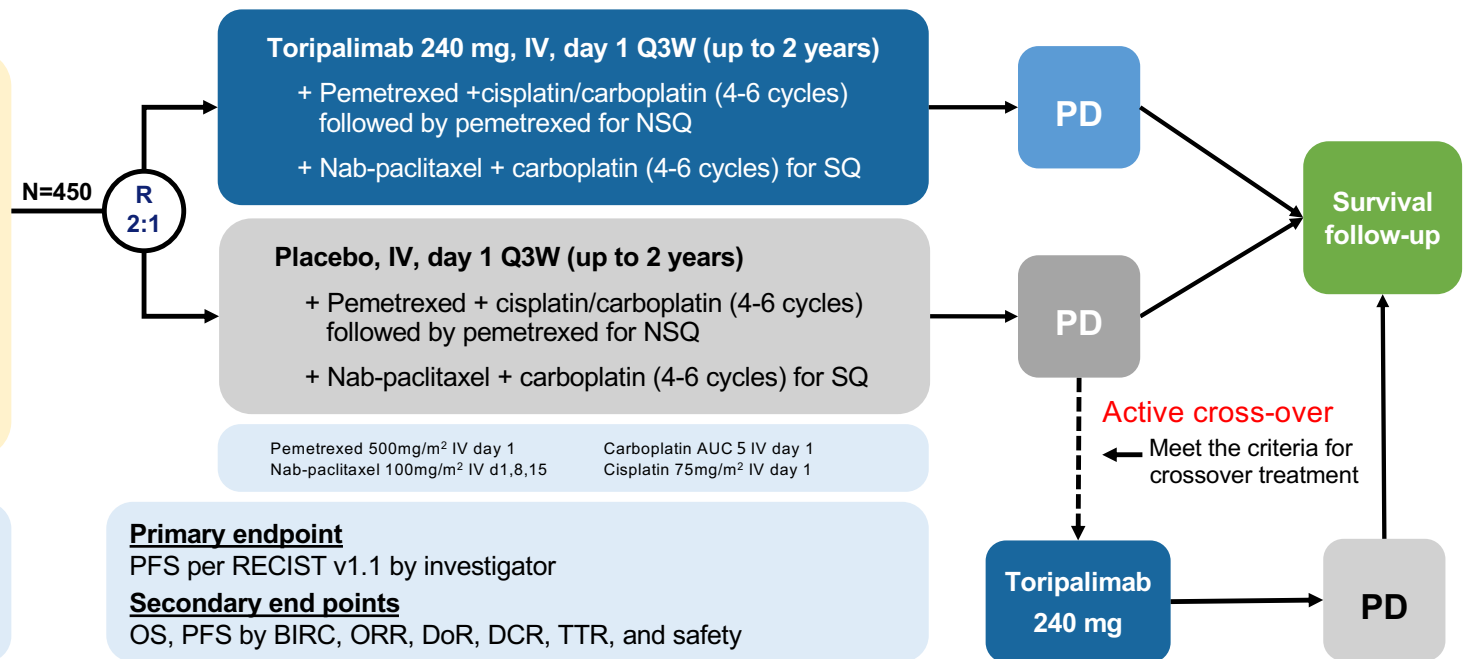 N=450
R
2:1
Toripalimab 240 mg, IV, day 1 Q3W (up to 2 years)
+ Pemetrexed +cisplatin/carboplatin (4-6 cycles)
followed by pemetrexed for NSQ
+ Nab-paclitaxel + carboplatin (4-6 cycles) for SQ
PD
Placebo, IV, day 1 Q3W (up to 2 years)
+ Pemetrexed + cisplatin/carboplatin (4-6 cycles)
followed by pemetrexed for NSQ
+ Nab-paclitaxel + carboplatin (4-6 cycles) for SQ
PD
Survival
follow-up
Active cross-over
Meet the criteria for
crossover treatment
Pemetrexed 500mg/m² IV day 1
Nab-paclitaxel 100mg/m² IV d1,8,15
Carboplatin AUC 5 IV day 1
Cisplatin 75mg/m² IV day 1
Primary endpoint
PFS per RECIST v1.1 by investigator
Secondary end points
OS, PFS by BIRC, ORR, DoR, DCR, TTR, and safety
Toripalimab
240 mg
PD